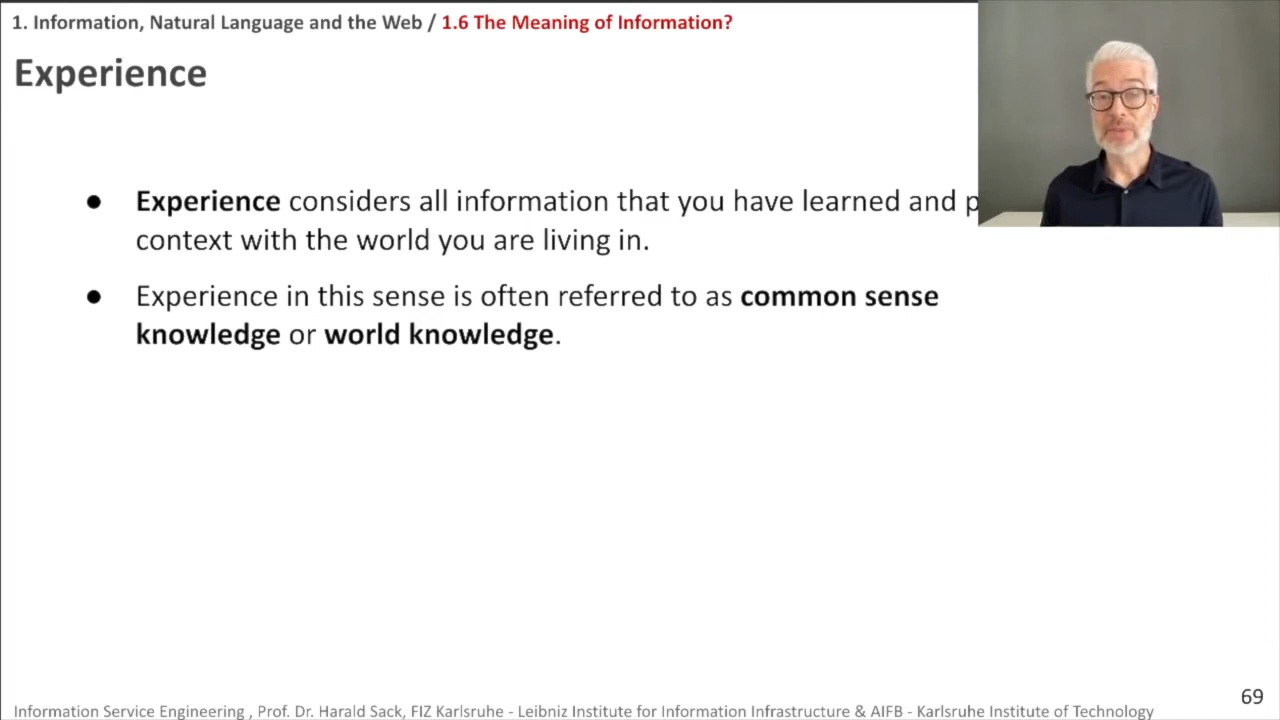 1. Information, Natural Language and the Web / 1.6 The Meaning of Information?
Experience
● Experience considers all information that you have learned and
context with the world you are living in.
● Experience in this sense is often referred to as common sense
knowledge or world knowledge.
69
Information Service Engineering , Prof. Dr. Harald Sack, FIZ Karlsruhe - Leibniz Institute for Information Infrastructure & AIFB - Karlsruhe Institute of Technology